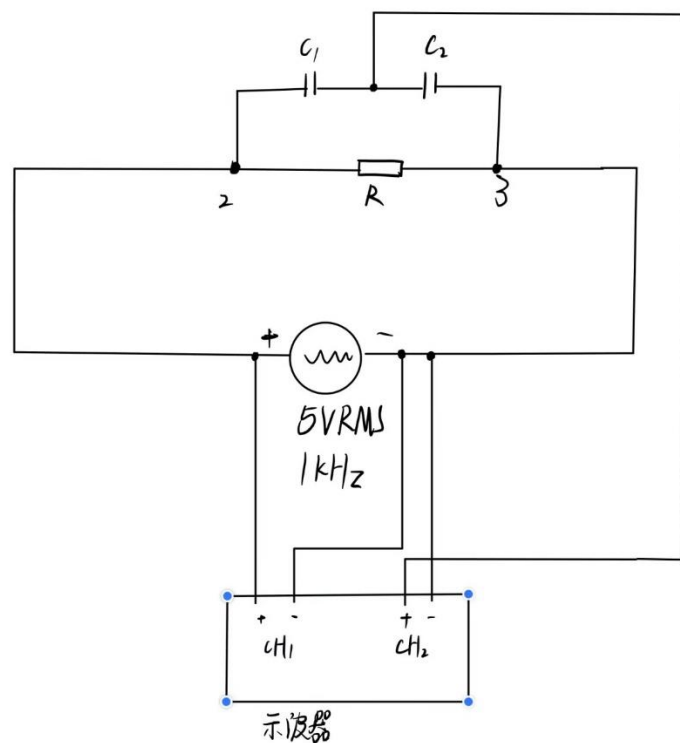 C₁ C₂
2 R 3
+ -
5VRMS
1kHz
+ - + -
CH₁ CH₂
示波器